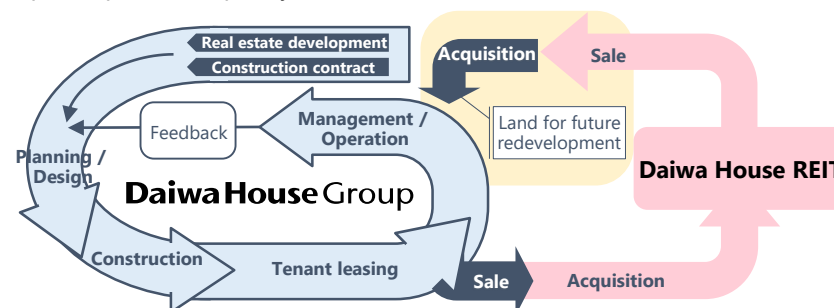 Real estate development
Construction contract
Acquisition
Sale
Feedback
Management /
Operation
Land for future
redevelopment
Planning /
Design
Daiwa House Group
Daiwa House REIT
Construction
Tenant leasing
Sale
Acquisition